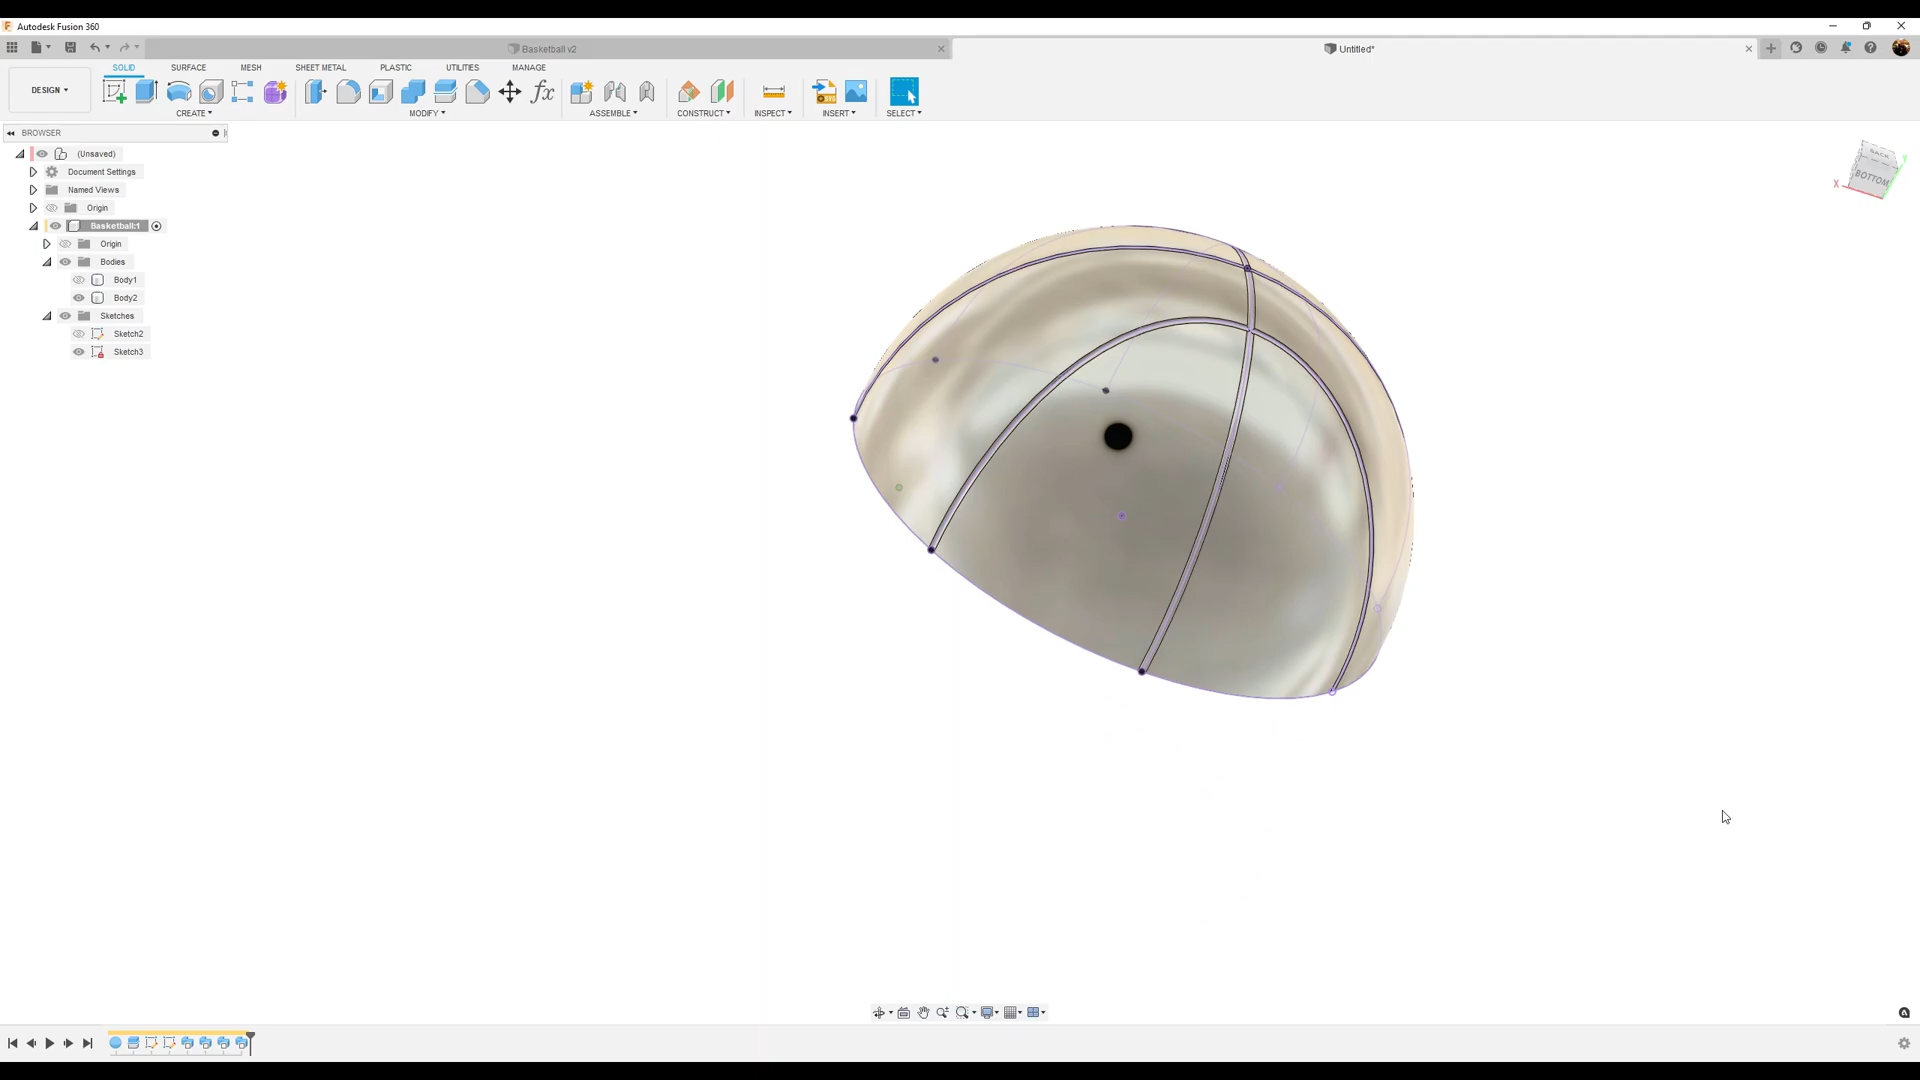 Autodesk Fusion 360
Basketball v2
Untitled*
DESIGN
SOLID
SURFACE
MESH
SHEET METAL
PLASTIC
UTILITIES
MANAGE
CREATE
MODIFY
ASSEMBLE
CONSTRUCT
INSPECT
INSERT
SELECT
BROWSER
(Unsaved)
Document Settings
Named Views
Origin
Basketball:1
Origin
Bodies
Body1
Body2
Sketches
Sketch2
Sketch3
BACK
BOTTOM
X
Y